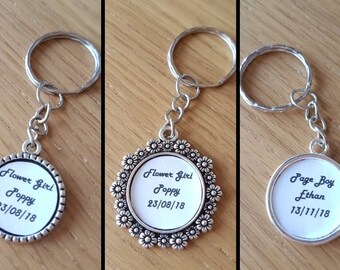 Flower Girl
Poppy
23/08/18
Flower Girl
Poppy
23/08/18
Page Boy
Ethan
13/11/18